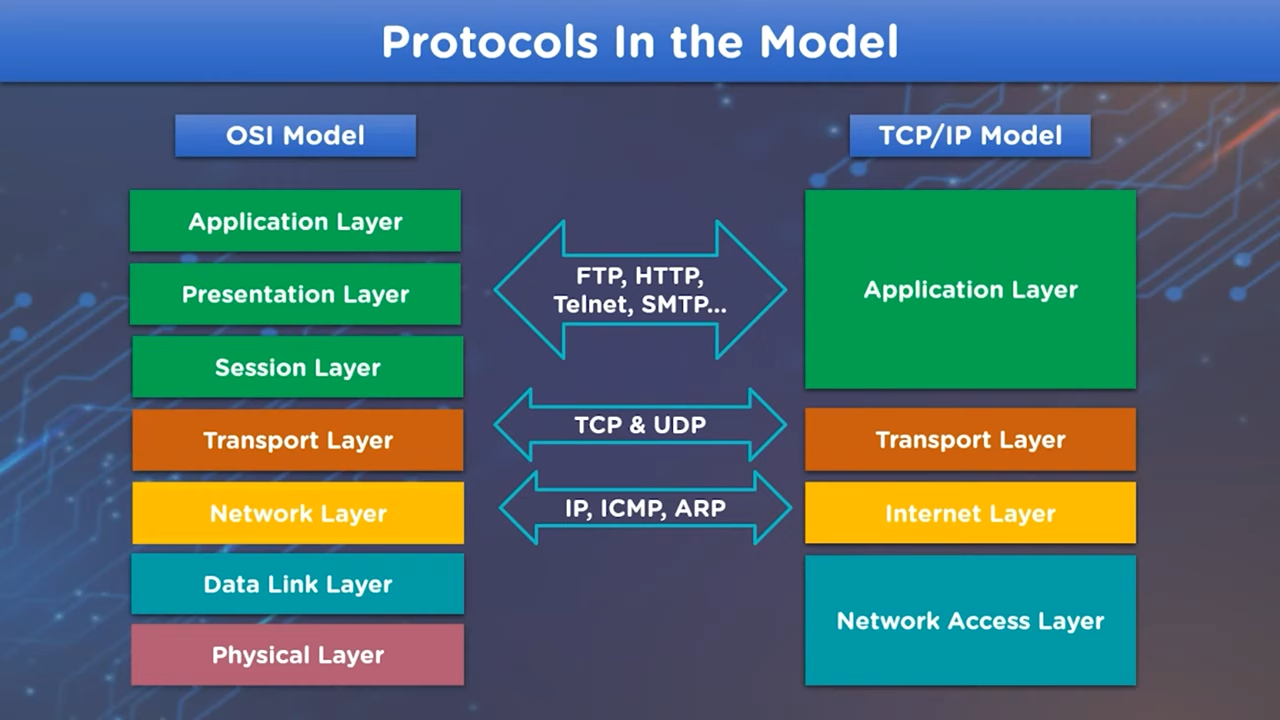 Protocols In the Model
OSI Model
TCP/IP Model
Application Layer
Presentation Layer
Session Layer
Transport Layer
Network Layer
Data Link Layer
Physical Layer
FTP, HTTP,
Telnet, SMTP...
TCP & UDP
IP, ICMP, ARP
Application Layer
Transport Layer
Internet Layer
Network Access Layer